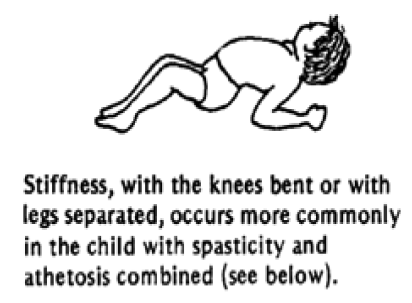 Stiffness, with the knees bent or with
legs separated, occurs more commonly
in the child with spasticity and
athetosis combined (see below).